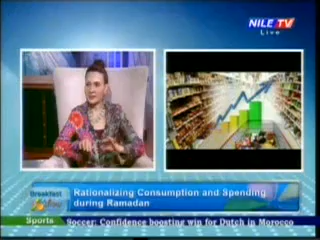 NILE TV
Live
Rationalizing Consumption and Spending
during Ramadan
Breakfast
Show
Sports
Soccer: Confidence boosting win for Dutch in Morocco